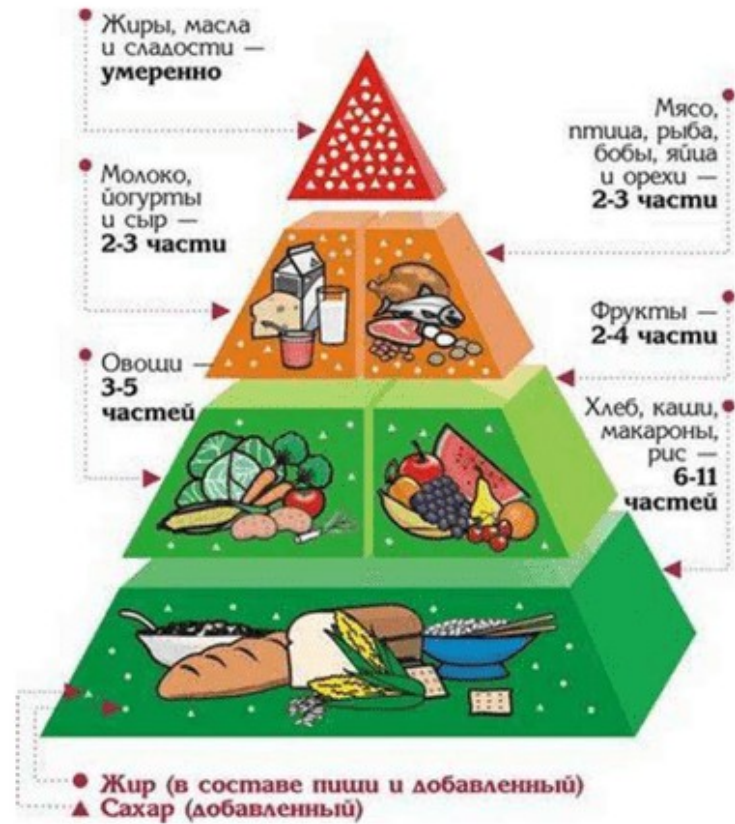 Жиры, масла
и сладости —
умеренно
Мясо,
птица, рыба,
бобы, яйца
и орехи —
2-3 части
Молоко,
йогурты
и сыр —
2-3 части
Фрукты —
2-4 части
Овощи —
3-5
частей
Хлеб, каши,
макароны,
рис —
6-11
частей
Жир (в составе пищи и добавленный)
Сахар (добавленный)